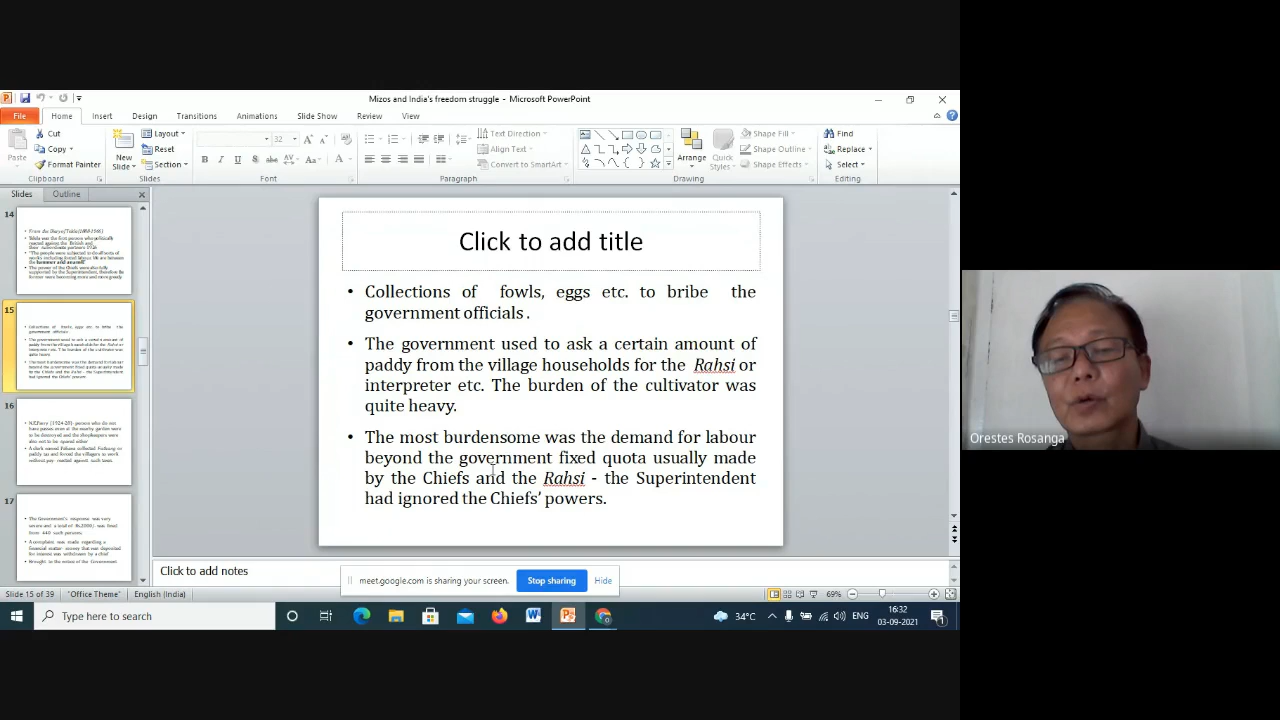 Mizos and India's freedom struggle - Microsoft PowerPoint
File Home Insert Design Transitions Animations Slide Show Review View
Cut
Copy
Format Painter
Paste
Clipboard
New
Slide
Layout
Reset
Section
Slides
32
Font
Text Direction
Align Text
Convert to SmartArt
Paragraph
Arrange
Quick
Styles
Shape Fill
Shape Outline
Shape Effects
Drawing
Find
Replace
Select
Editing
Slides Outline
14
15
16
17
Click to add title
• Collections of fowls, eggs etc. to bribe the
government officials .
• The government used to ask a certain amount of
paddy from the village households for the Rahsi or
interpreter etc. The burden of the cultivator was
quite heavy.
• The most burdensome was the demand for labour
beyond the government fixed quota usually made
by the Chiefs and the Rahsi - the Superintendent
had ignored the Chiefs' powers.
Click to add notes
meet.google.com is sharing your screen. Stop sharing Hide
Slide 15 of 39 "Office Theme" English (India) 69%
Type here to search
34°C ENG
16:32
03-09-2021
Orestes Rosanga